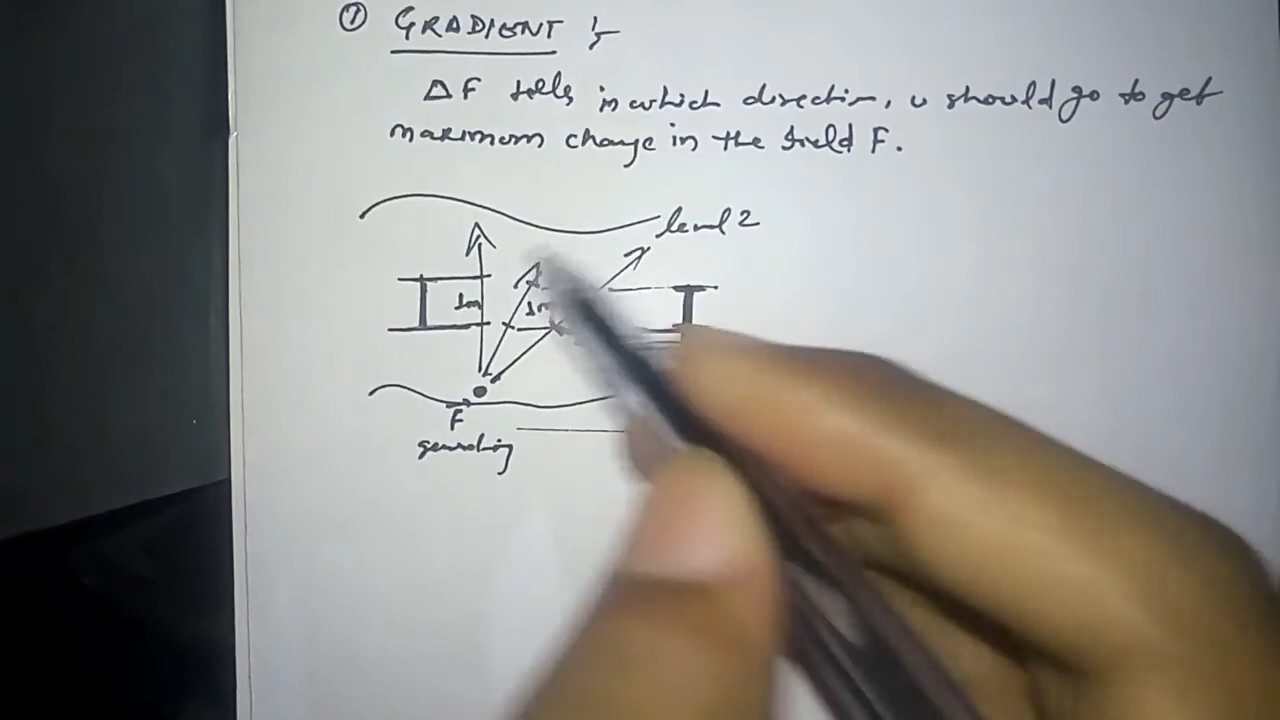 ① GRADIENT :-
ΔF tells in which direction, u should go to get
maximum change in the field F.
level 2
1m 1m
F